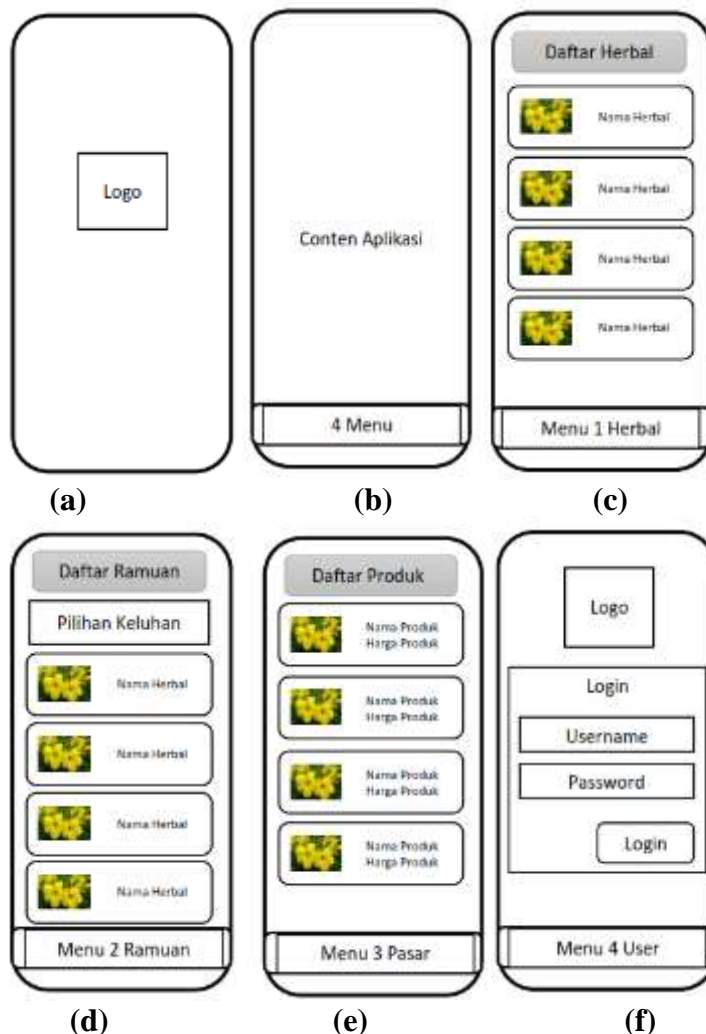 Logo
Conten Aplikasi
4 Menu
(a)
(b)
Daftar Herbal
Nama Herbal
Nama Herbal
Nama Herbal
Nama Herbal
Menu 1 Herbal
(c)
Daftar Ramuan
Pilihan Keluhan
Nama Herbal
Nama Herbal
Nama Herbal
Nama Herbal
Menu 2 Ramuan
(d)
Daftar Produk
Nama Produk
Harga Produk
Nama Produk
Harga Produk
Nama Produk
Harga Produk
Nama Produk
Harga Produk
Menu 3 Pasar
(e)
Logo
Login
Username
Password
Login
Menu 4 User
(f)